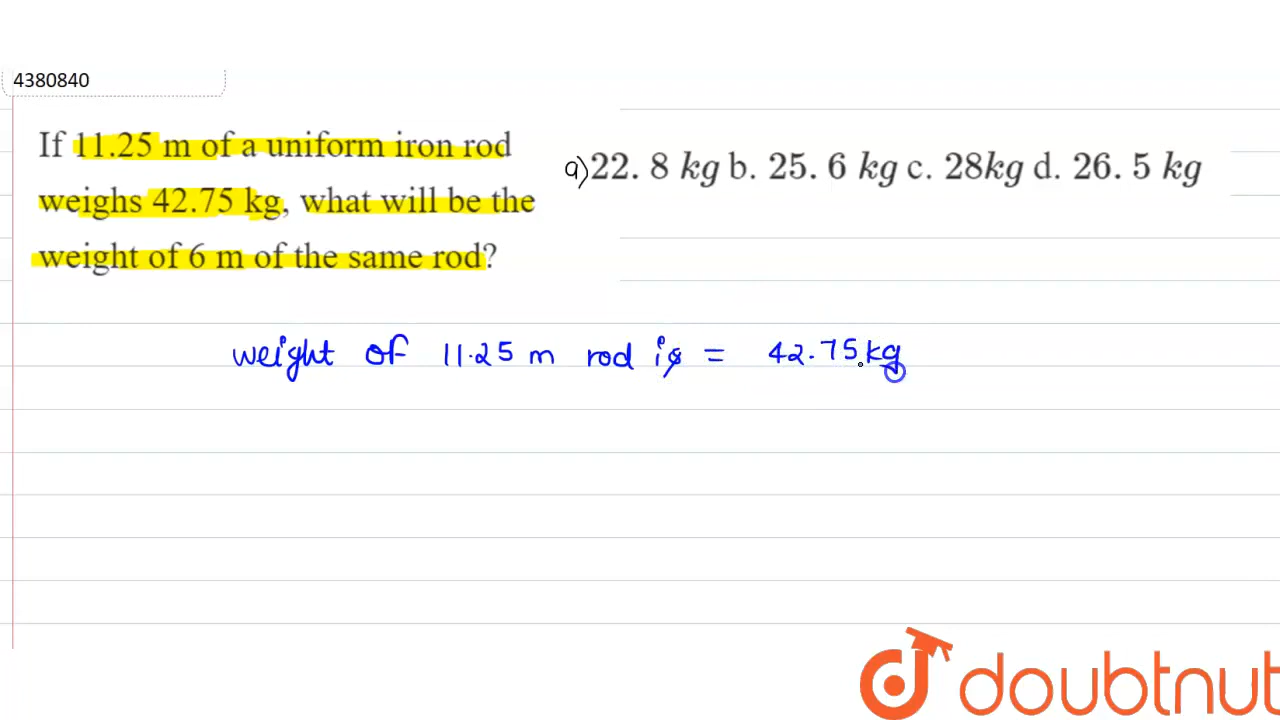 4380840
If 11.25 m of a uniform iron rod
weighs 42.75 kg, what will be the
weight of 6 m of the same rod?
a) 22. 8 kg b. 25. 6 kg c. 28kg d. 26. 5 kg
weight of 11.25 m rod is = 42.75 kg
doubtnut